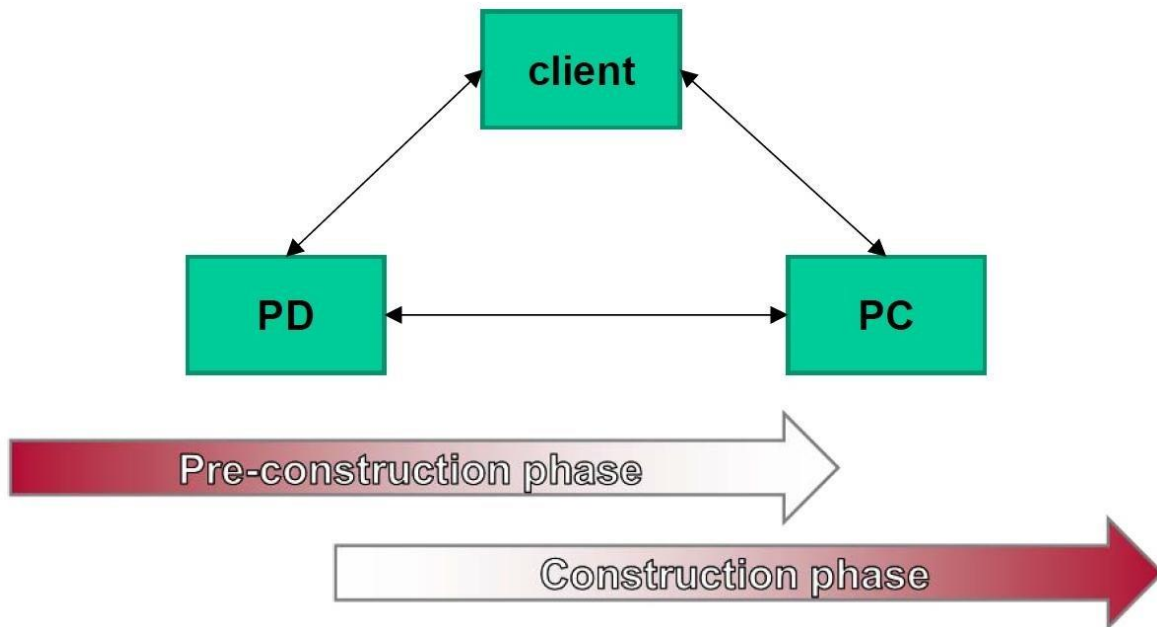 client
PD
PC
Pre-construction phase
Construction phase